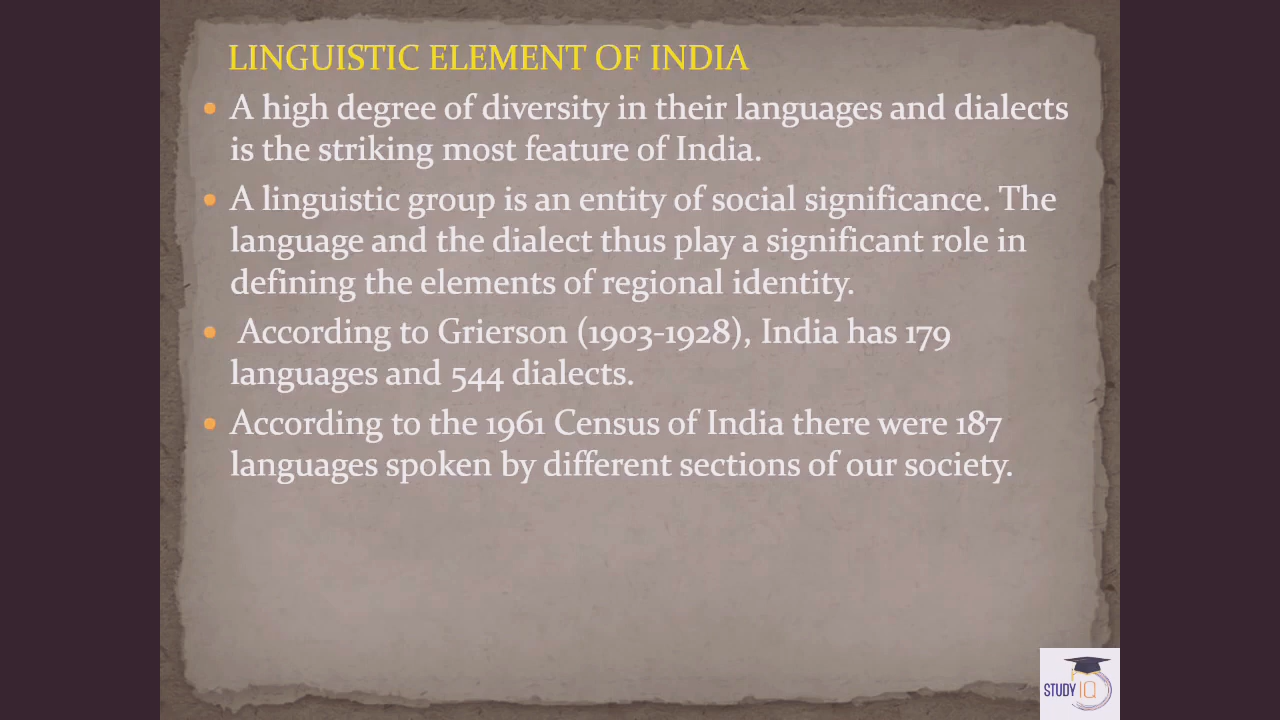 LINGUISTIC ELEMENT OF INDIA
• A high degree of diversity in their languages and dialects
is the striking most feature of India.
• A linguistic group is an entity of social significance. The
language and the dialect thus play a significant role in
defining the elements of regional identity.
• According to Grierson (1903-1928), India has 179
languages and 544 dialects.
• According to the 1961 Census of India there were 187
languages spoken by different sections of our society.
STUDY IQ